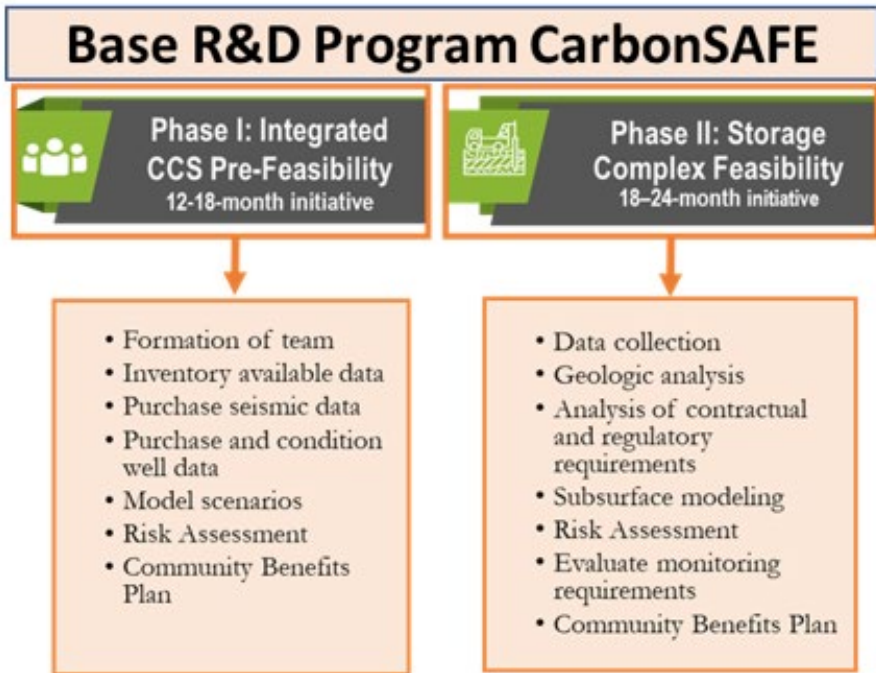 Base R&D Program CarbonSAFE
Phase I: Integrated
CCS Pre-Feasibility
12-18-month initiative
• Formation of team
• Inventory available data
• Purchase seismic data
• Purchase and condition
well data
• Model scenarios
• Risk Assessment
• Community Benefits
Plan
Phase II: Storage
Complex Feasibility
18–24-month initiative
• Data collection
• Geologic analysis
• Analysis of contractual
and regulatory
requirements
• Subsurface modeling
• Risk Assessment
• Evaluate monitoring
requirements
• Community Benefits Plan